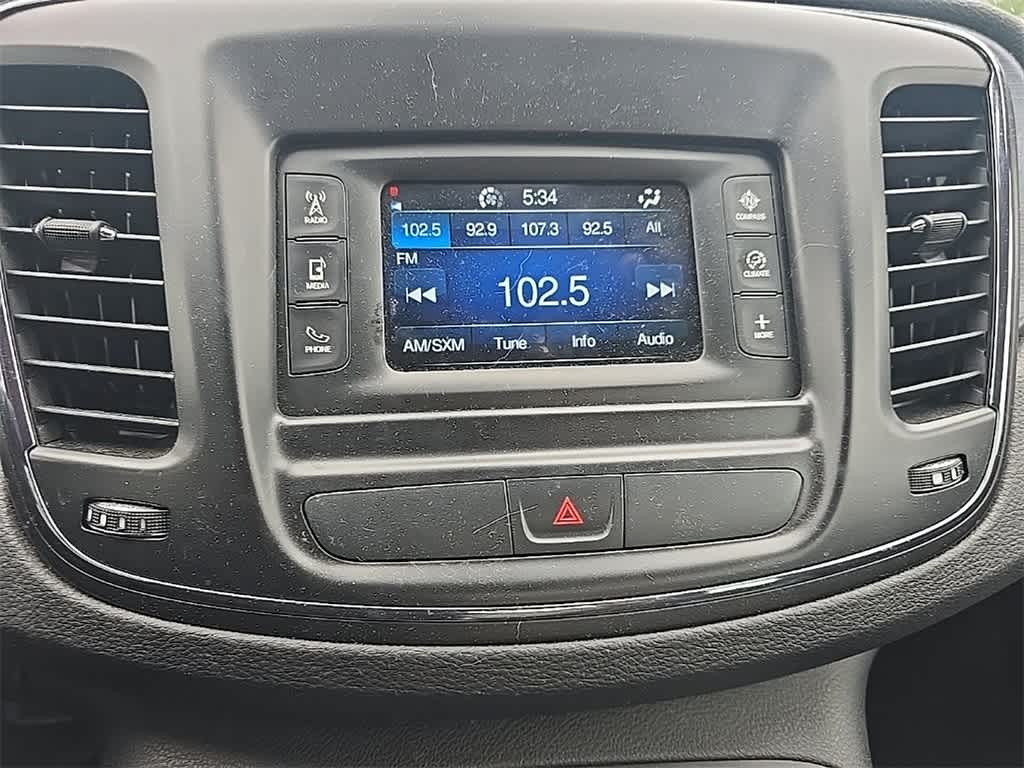 RADIO
MEDIA
PHONE
5:34
102.5 92.9 107.3 92.5 All
FM
102.5
AM/SXM Tune Info Audio
COMPASS
CLIMATE
MORE